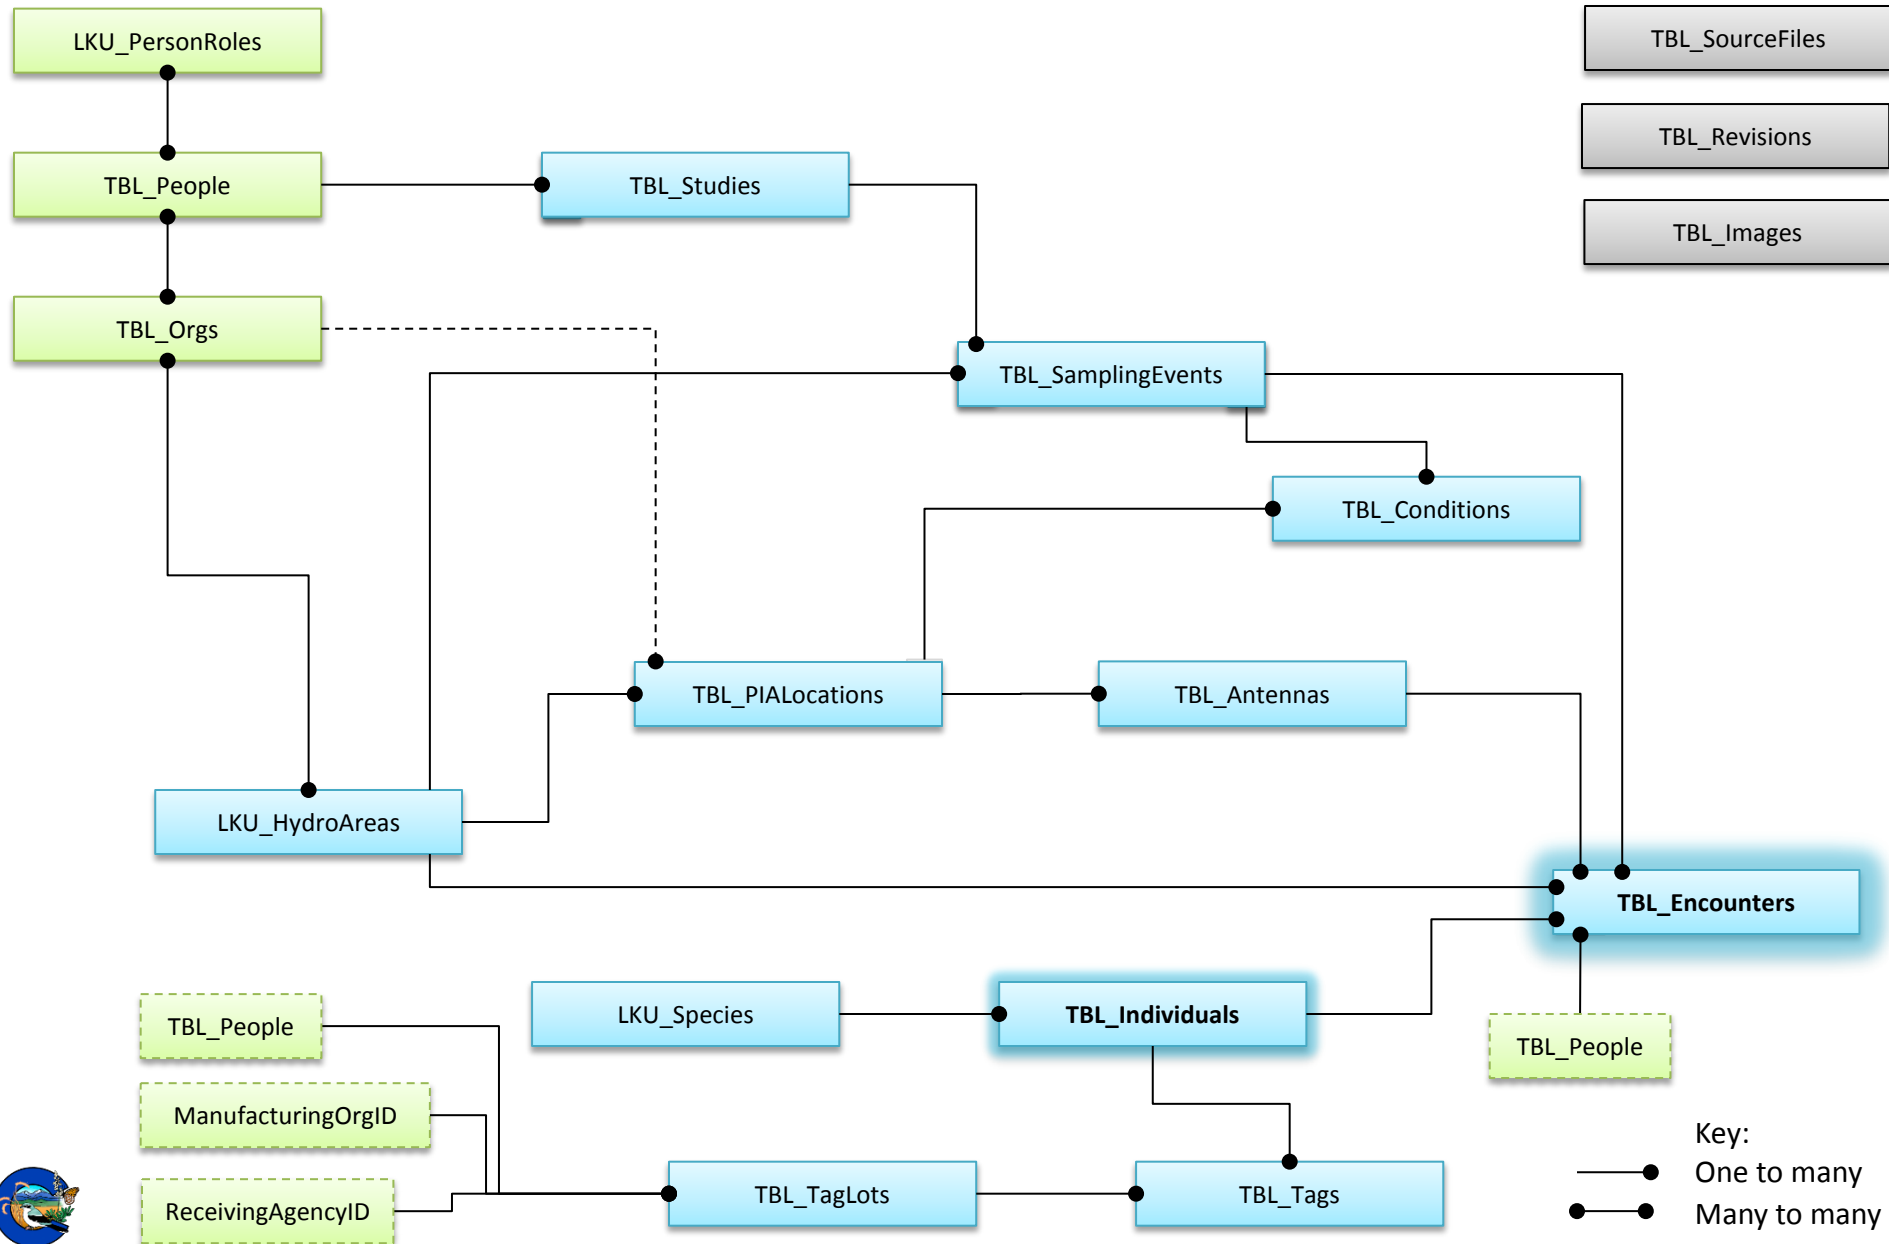 LKU_PersonRoles
TBL_SourceFiles
TBL_Revisions
TBL_People
TBL_Studies
TBL_Images
TBL_Orgs
TBL_SamplingEvents
TBL_Conditions
TBL_PIALocations
TBL_Antennas
LKU_HydroAreas
TBL_Encounters
TBL_People
LKU_Species
TBL_Individuals
TBL_People
ManufacturingOrgID
ReceivingAgencyID
TBL_TagLots
TBL_Tags
Key:
One to many
Many to many